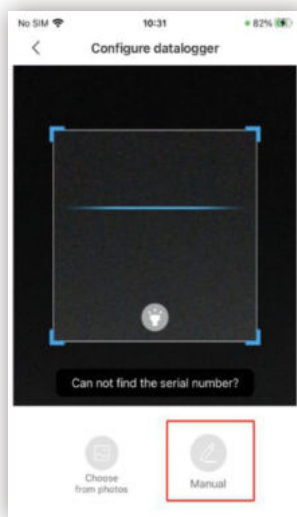 No SIM 10:31 82%
Configure datalogger
Can not find the serial number?
Choose
from photos
Manual